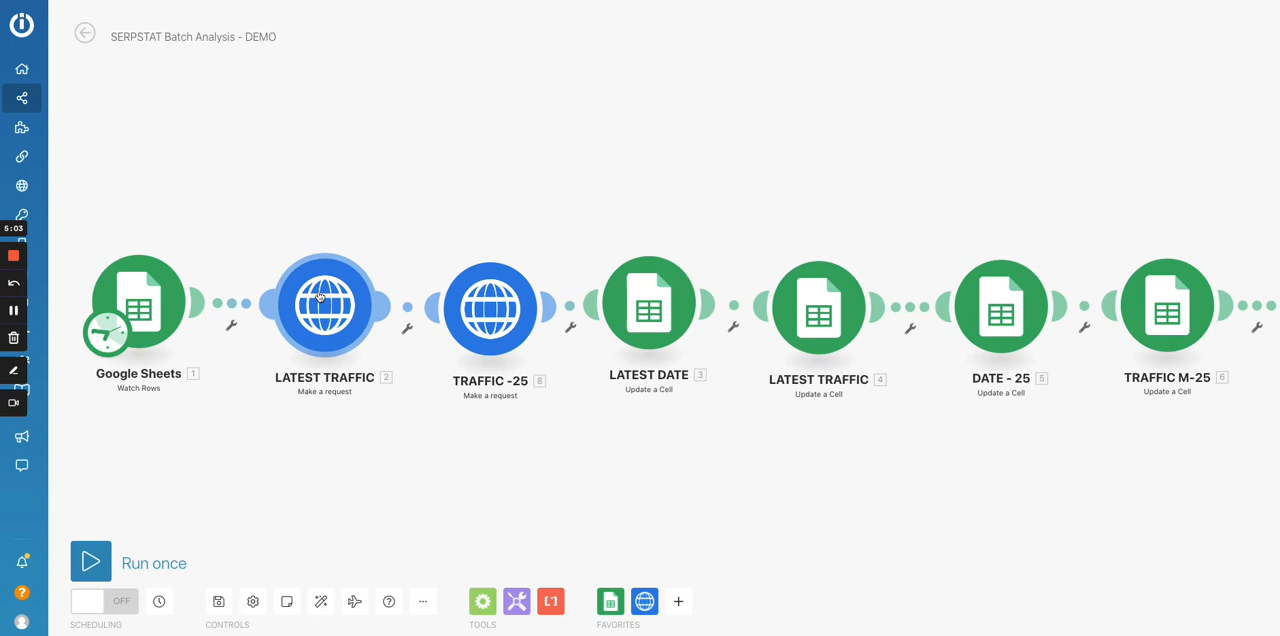 SERPSTAT Batch Analysis - DEMO
5:03
Google Sheets 1
Watch Rows
LATEST TRAFFIC 2
Make a request
TRAFFIC -25 8
Make a request
LATEST DATE 3
Update a Cell
LATEST TRAFFIC 4
Update a Cell
DATE - 25 5
Update a Cell
TRAFFIC M-25 6
Update a Cell
Run once
OFF
SCHEDULING
CONTROLS
TOOLS
FAVORITES